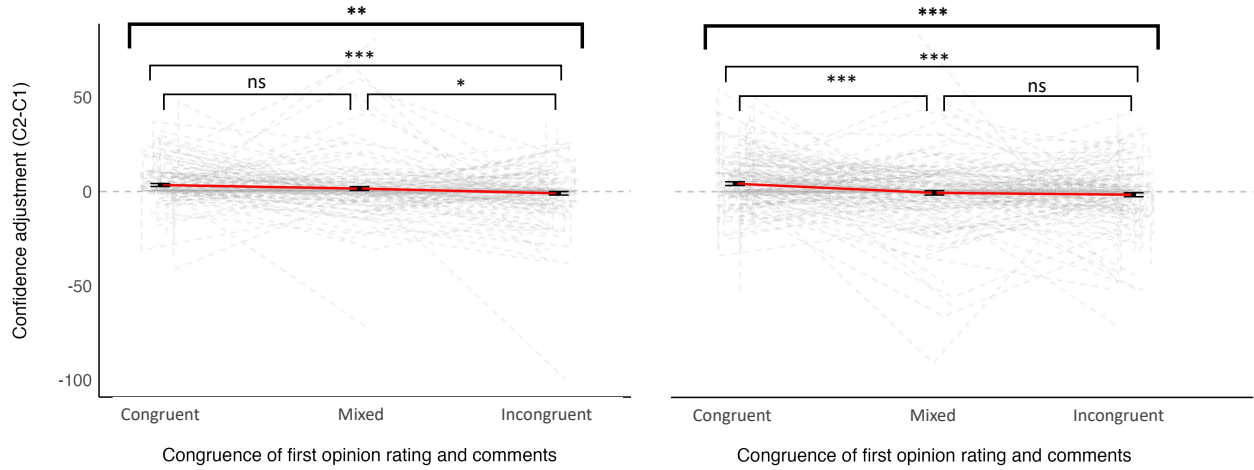 **
***
***
***
ns
*
***
ns
50
0
-50
-100
Confidence adjustment (C2-C1)
Congruent
Mixed
Incongruent
Congruent
Mixed
Incongruent
Congruence of first opinion rating and comments
Congruence of first opinion rating and comments